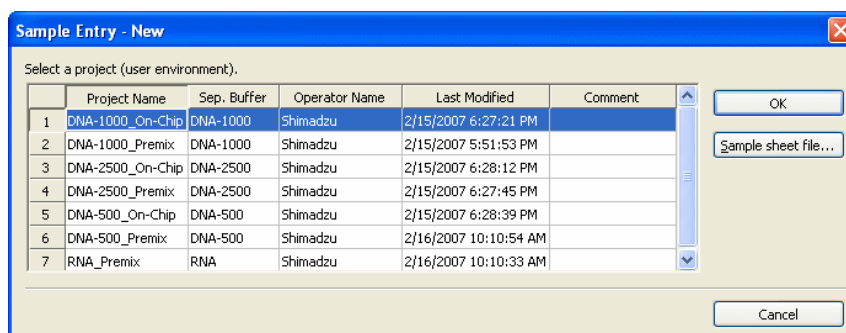 Sample Entry - New
Select a project (user environment).
Project Name Sep. Buffer Operator Name Last Modified Comment
1 DNA-1000_On-Chip DNA-1000 Shimadzu 2/15/2007 6:27:21 PM
2 DNA-1000_Premix DNA-1000 Shimadzu 2/15/2007 5:51:53 PM
3 DNA-2500_On-Chip DNA-2500 Shimadzu 2/15/2007 6:28:12 PM
4 DNA-2500_Premix DNA-2500 Shimadzu 2/15/2007 6:27:45 PM
5 DNA-500_On-Chip DNA-500 Shimadzu 2/15/2007 6:28:39 PM
6 DNA-500_Premix DNA-500 Shimadzu 2/16/2007 10:10:54 AM
7 RNA_Premix RNA Shimadzu 2/16/2007 10:10:33 AM
OK
Sample sheet file...
Cancel